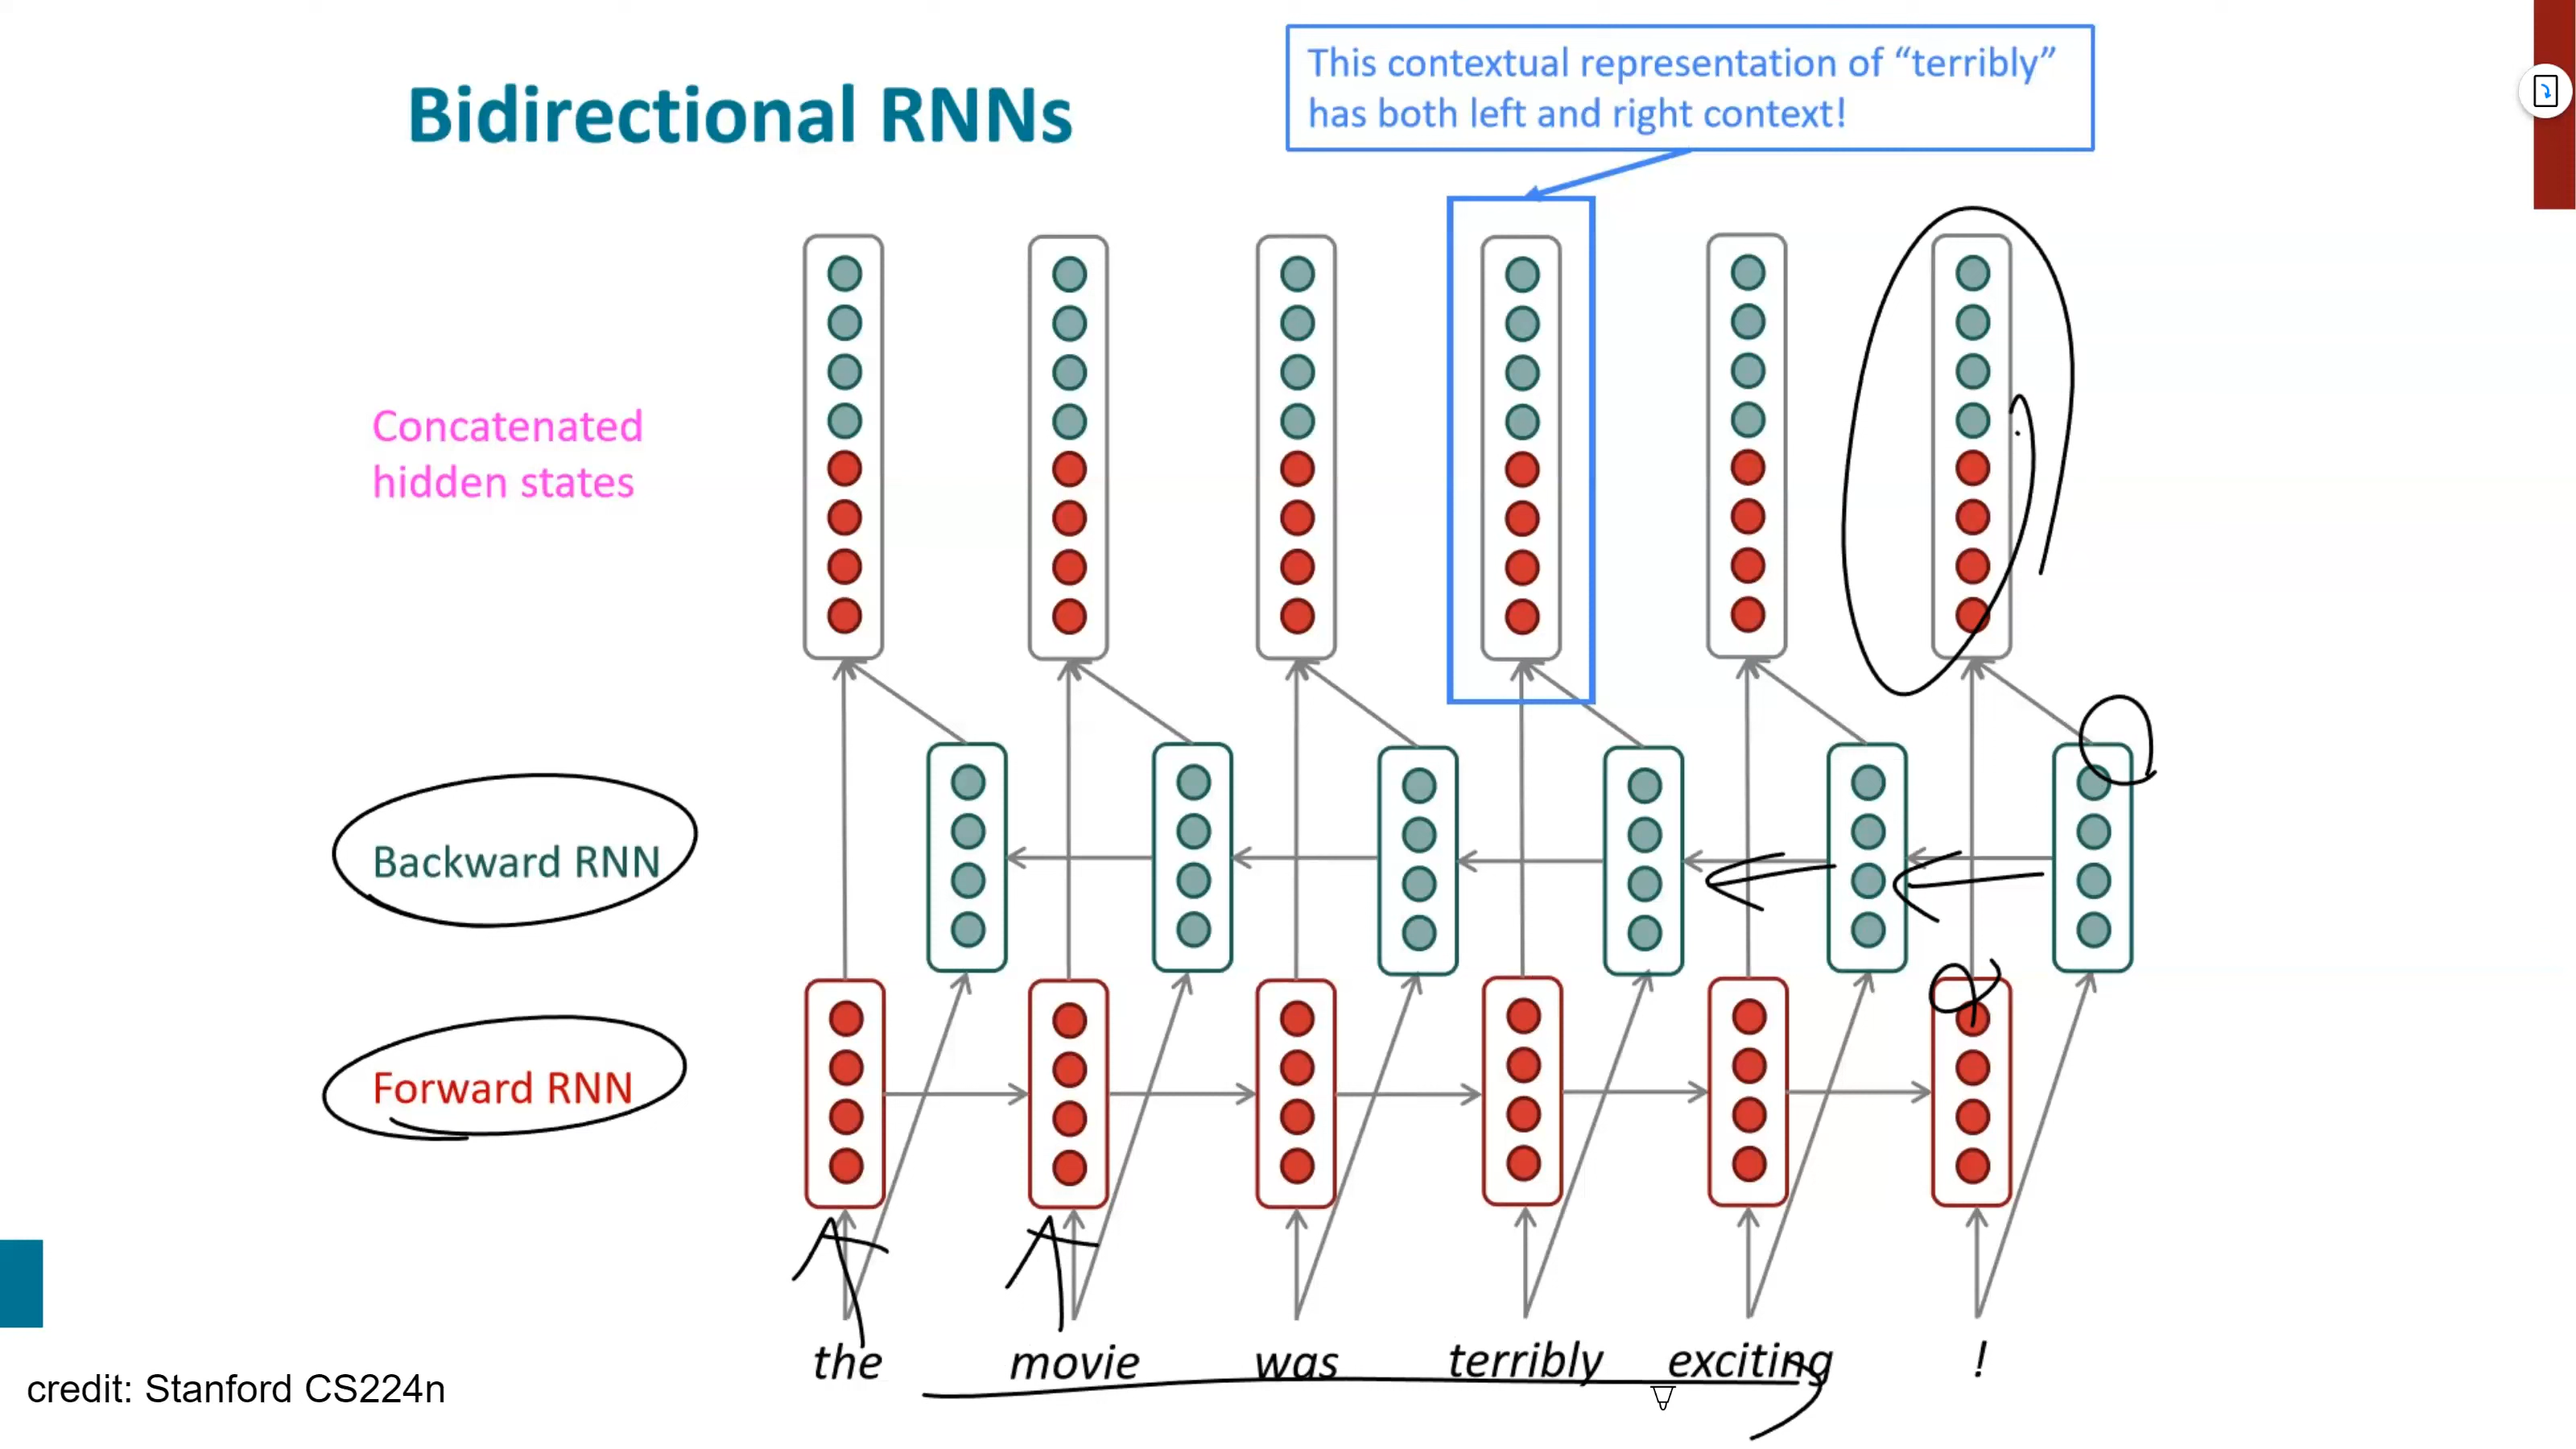 This contextual representation of “terribly”
has both left and right context!
Bidirectional RNNs
Concatenated
hidden states
Backward RNN
Forward RNN
the movie was terribly exciting !
credit: Stanford CS224n